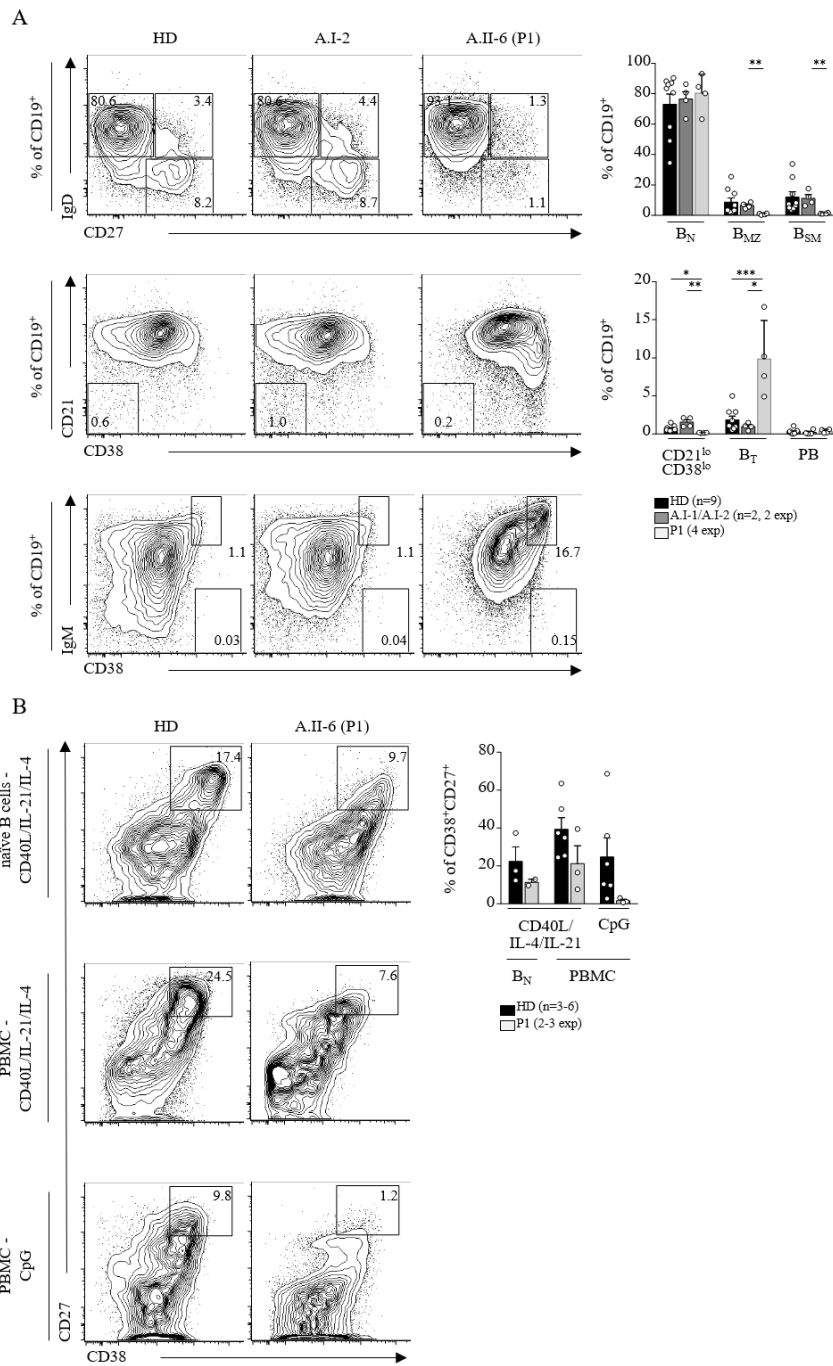 A
HD
A.I-2
A.II-6 (P1)
% of CD19+
IgD
80.6
3.4
8.2
80.6
4.4
8.7
93.1
1.3
1.1
CD27
% of CD19+
100
80
60
40
20
0
**
**
BN
BMZ
BSM
% of CD19+
CD21
0.6
1.0
0.2
CD38
% of CD19+
20
15
10
5
0
*
**
***
*
CD21lo
CD38lo
BT
PB
HD (n=9)
A.I-1/A.I-2 (n=2, 2 exp)
P1 (4 exp)
% of CD19+
IgM
1.1
0.03
1.1
0.04
16.7
0.15
CD38
B
HD
A.II-6 (P1)
naïve B cells -
CD40L/IL-21/IL-4
17.4
9.7
PBMC -
CD40L/IL-21/IL-4
24.5
7.6
PBMC -
CpG
9.8
1.2
CD27
CD38
% of CD38+CD27+
80
60
40
20
0
CD40L/
IL-4/IL-21
CpG
BN
PBMC
HD (n=3-6)
P1 (2-3 exp)